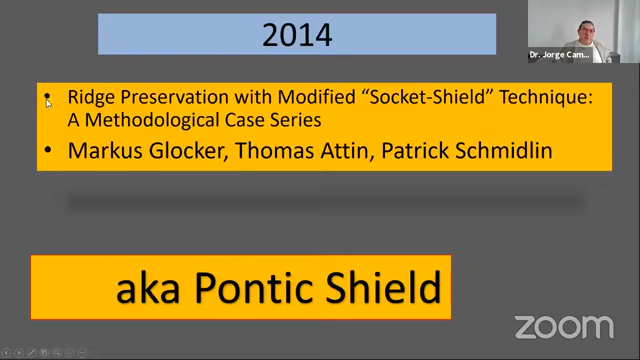 2014
Dr. Jorge Cam...
• Ridge Preservation with Modified “Socket-Shield” Technique:
A Methodological Case Series
• Markus Glocker, Thomas Attin, Patrick Schmidlin
aka Pontic Shield
zoom